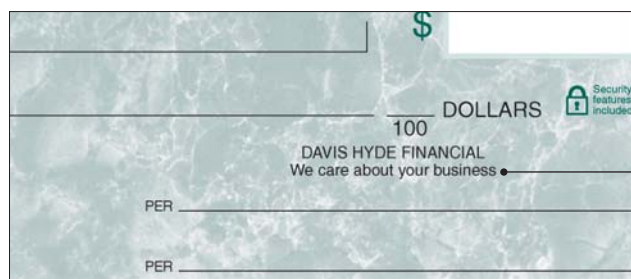 $
Security
features
included
DOLLARS
100
DAVIS HYDE FINANCIAL
We care about your business
PER
PER